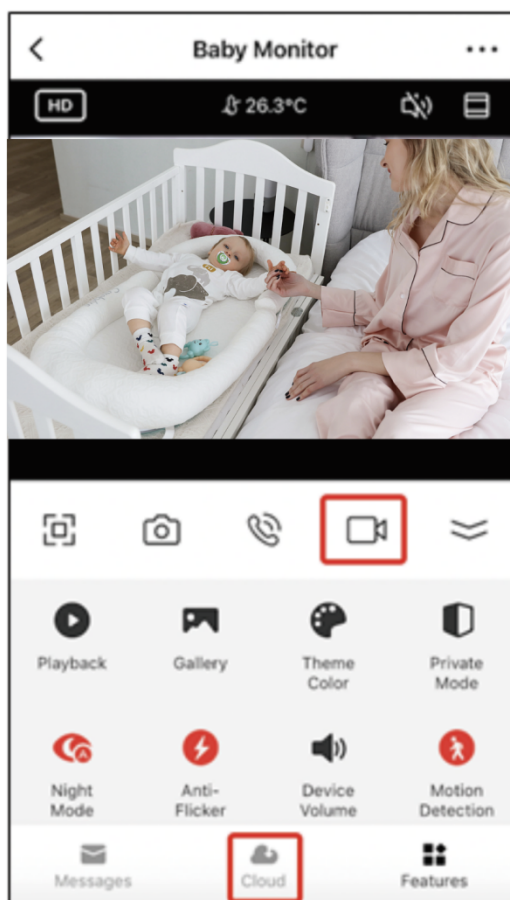 Baby Monitor
HD
26.3°C
Playback
Gallery
Theme
Color
Private
Mode
Night
Mode
Anti-
Flicker
Device
Volume
Motion
Detection
Messages
Cloud
Features